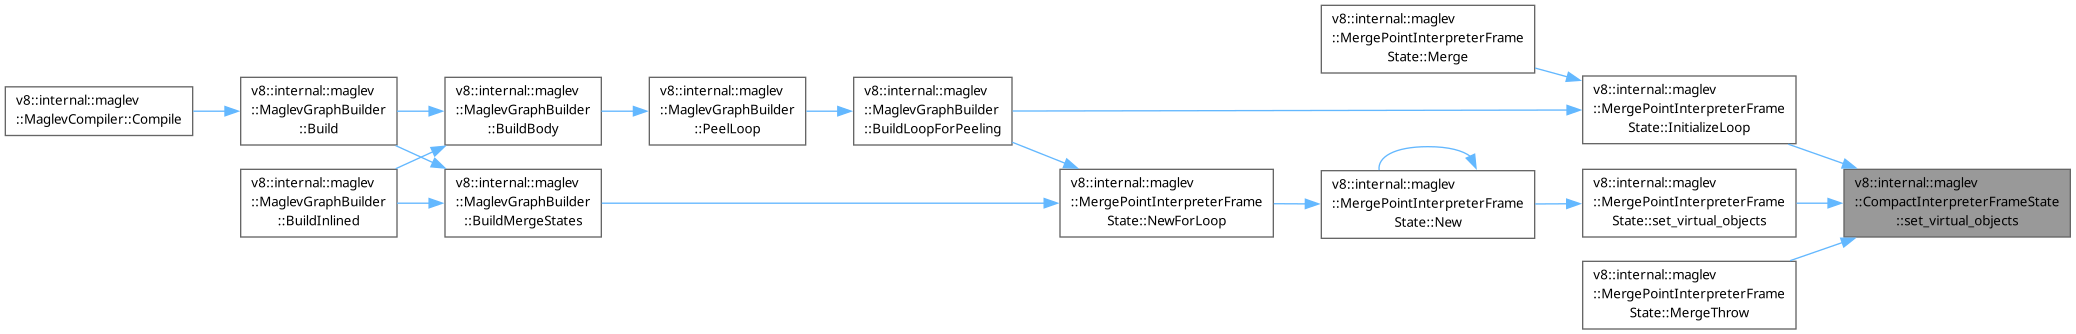 v8::internal::maglev
::MaglevCompiler::Compile
v8::internal::maglev
::MaglevGraphBuilder
::Build
v8::internal::maglev
::MaglevGraphBuilder
::BuildInlined
v8::internal::maglev
::MaglevGraphBuilder
::BuildBody
v8::internal::maglev
::MaglevGraphBuilder
::BuildMergeStates
v8::internal::maglev
::MaglevGraphBuilder
::PeelLoop
v8::internal::maglev
::MaglevGraphBuilder
::BuildLoopForPeeling
v8::internal::maglev
::MergePointInterpreterFrame
State::NewForLoop
v8::internal::maglev
::MergePointInterpreterFrame
State::Merge
v8::internal::maglev
::MergePointInterpreterFrame
State::New
v8::internal::maglev
::MergePointInterpreterFrame
State::InitializeLoop
v8::internal::maglev
::MergePointInterpreterFrame
State::set_virtual_objects
v8::internal::maglev
::MergePointInterpreterFrame
State::MergeThrow
v8::internal::maglev
::CompactInterpreterFrameState
::set_virtual_objects